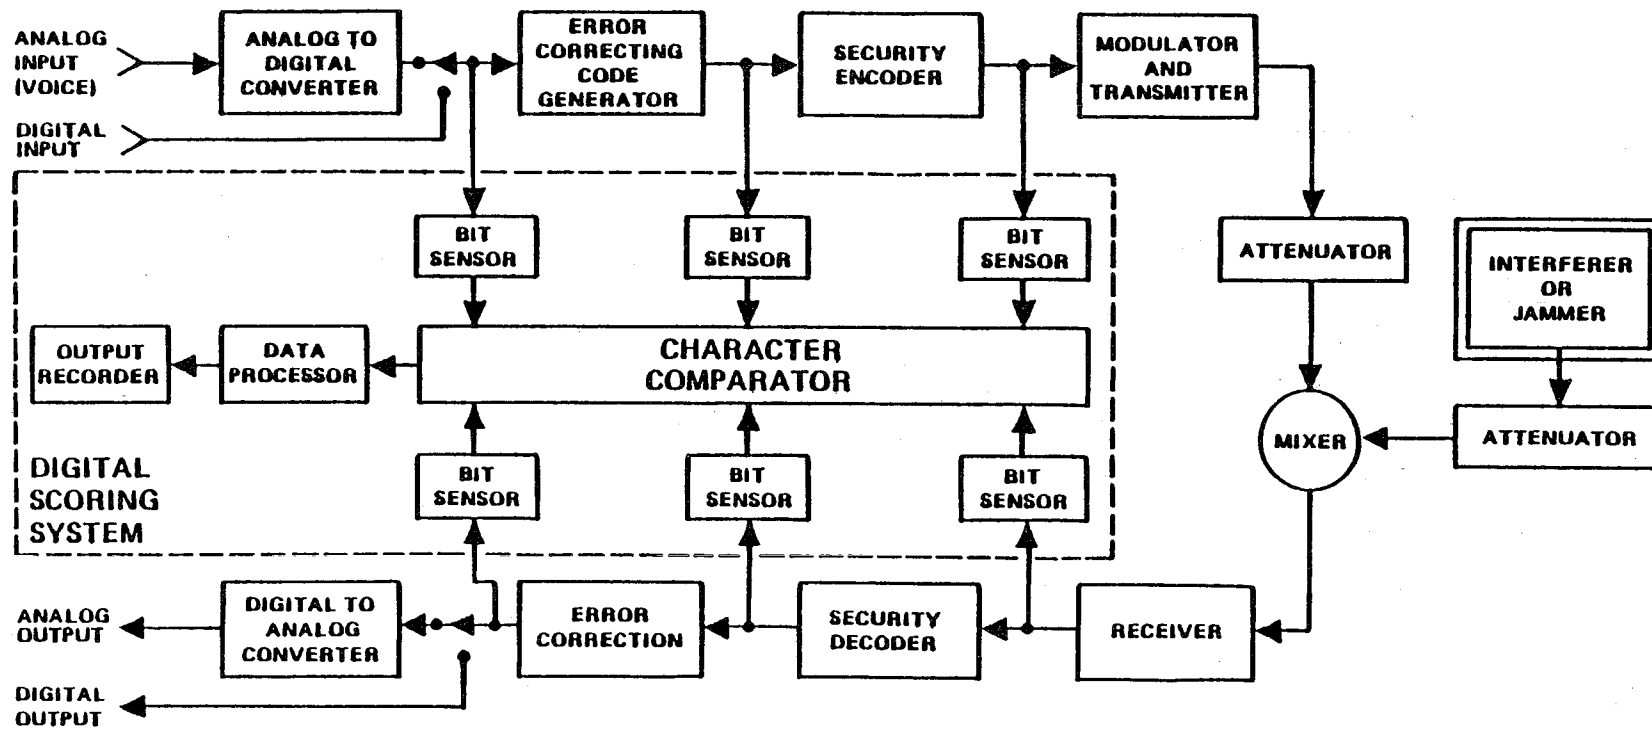 ANALOG
INPUT
(VOICE)
DIGITAL
INPUT
ANALOG TO
DIGITAL
CONVERTER
ERROR
CORRECTING
CODE
GENERATOR
SECURITY
ENCODER
MODULATOR
AND
TRANSMITTER
BIT
SENSOR
BIT
SENSOR
BIT
SENSOR
ATTENUATOR
INTERFERER
OR
JAMMER
OUTPUT
RECORDER
DATA
PROCESSOR
CHARACTER
COMPARATOR
MIXER
ATTENUATOR
DIGITAL
SCORING
SYSTEM
BIT
SENSOR
BIT
SENSOR
BIT
SENSOR
ANALOG
OUTPUT
DIGITAL TO
ANALOG
CONVERTER
ERROR
CORRECTION
SECURITY
DECODER
RECEIVER
DIGITAL
OUTPUT